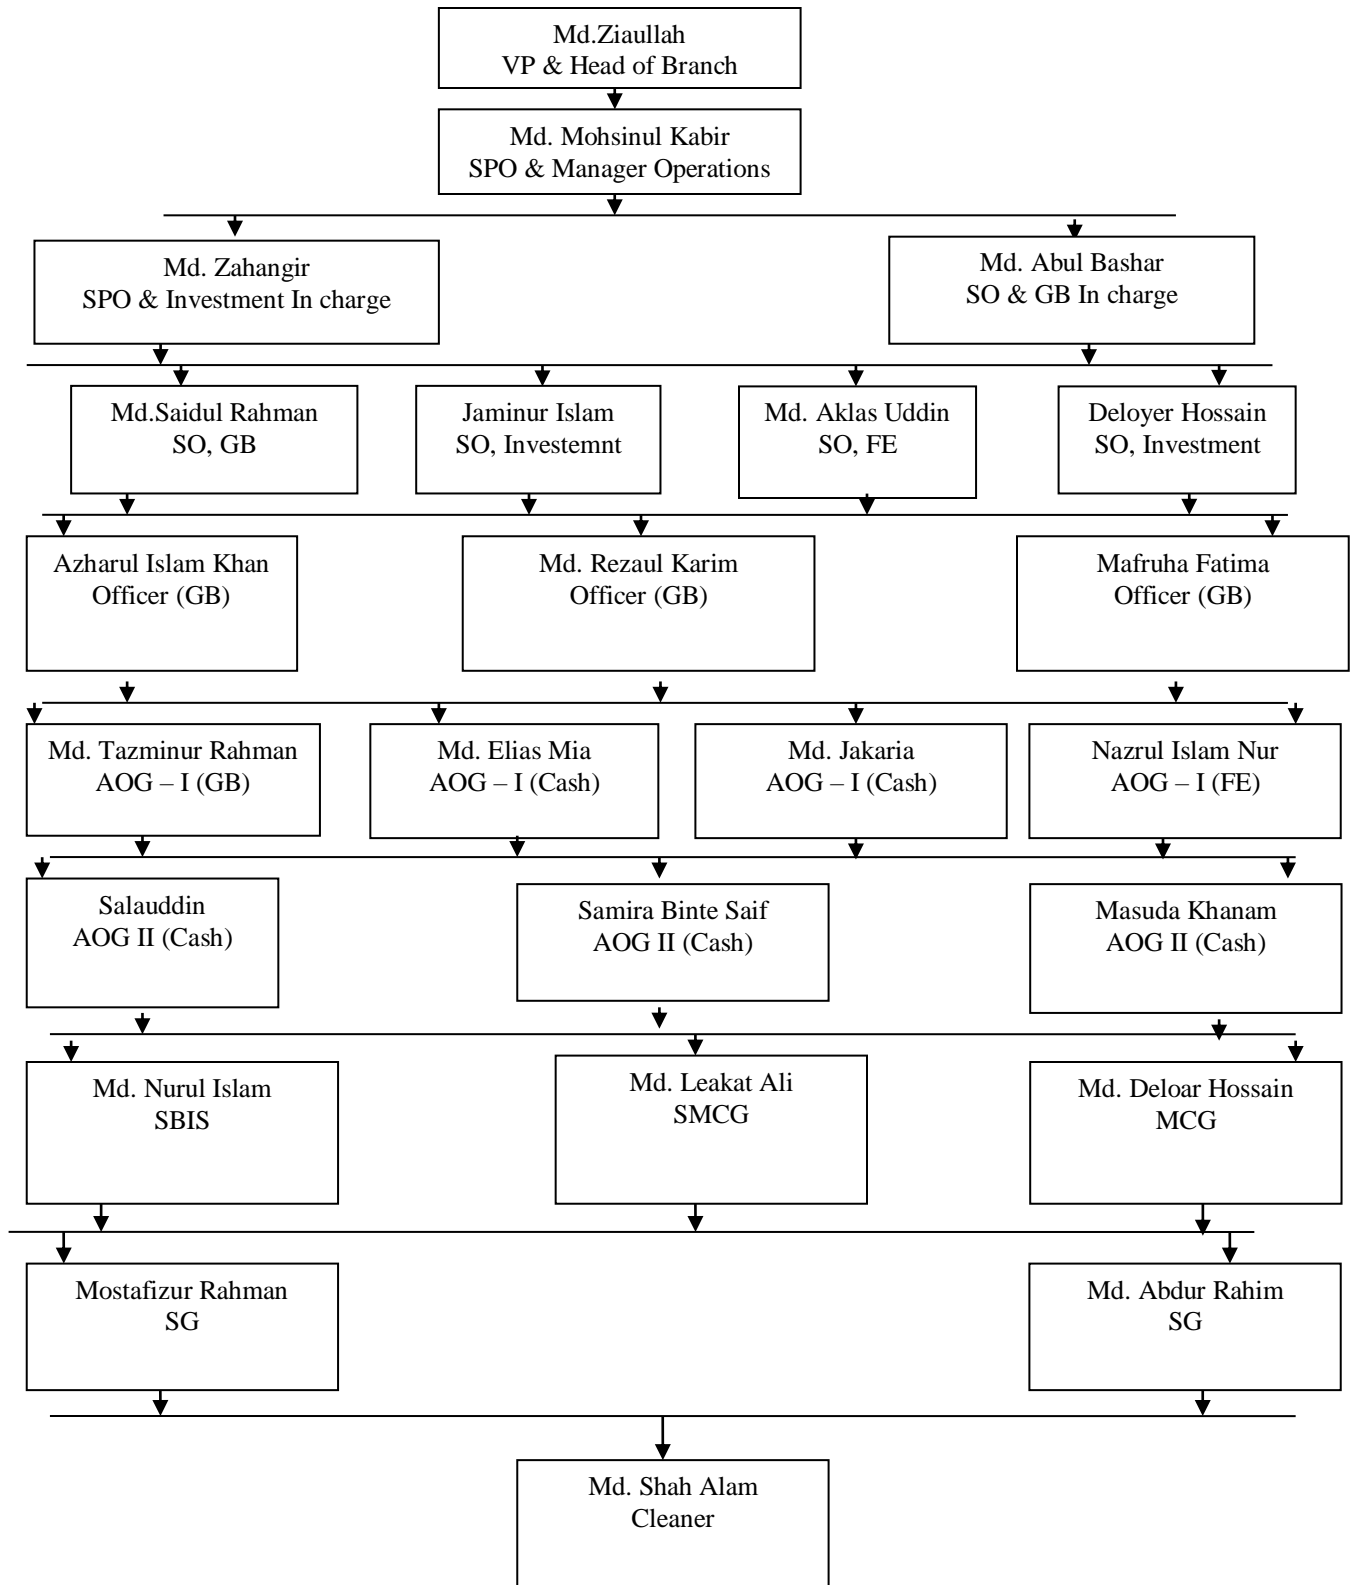 Md.Ziaullah
VP & Head of Branch
Md. Mohsinul Kabir
SPO & Manager Operations
Md. Zahangir
SPO & Investment In charge
Md. Abul Bashar
SO & GB In charge
Md.Saidul Rahman
SO, GB
Jaminur Islam
SO, Investemnt
Md. Aklas Uddin
SO, FE
Deloyer Hossain
SO, Investment
Azharul Islam Khan
Officer (GB)
Md. Rezaul Karim
Officer (GB)
Mafruha Fatima
Officer (GB)
Md. Tazminur Rahman
AOG – I (GB)
Md. Elias Mia
AOG – I (Cash)
Md. Jakaria
AOG – I (Cash)
Nazrul Islam Nur
AOG – I (FE)
Salauddin
AOG II (Cash)
Samira Binte Saif
AOG II (Cash)
Masuda Khanam
AOG II (Cash)
Md. Nurul Islam
SBIS
Md. Leakat Ali
SMCG
Md. Deloar Hossain
MCG
Mostafizur Rahman
SG
Md. Abdur Rahim
SG
Md. Shah Alam
Cleaner